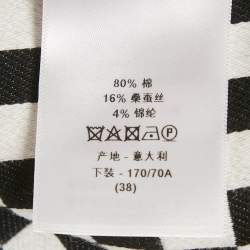 80% 棉
16% 桑蚕丝
4% 锦纶
产地 - 意大利
下装 - 170/70A
(38)